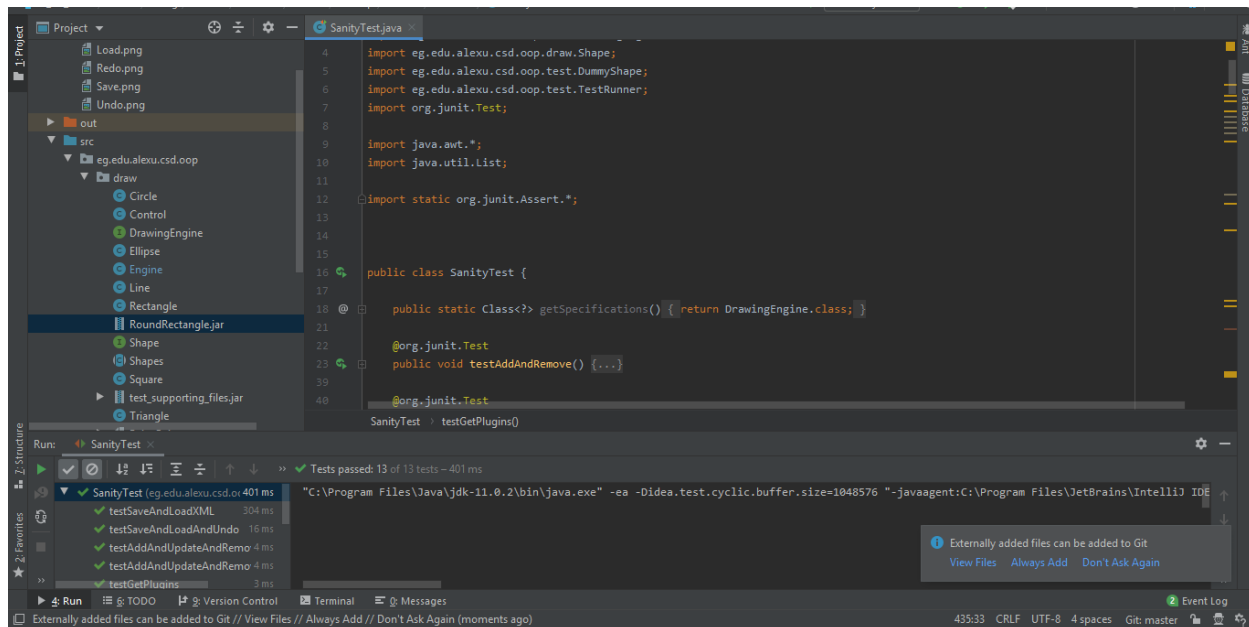 Project
SanityTest.java
Load.png
Redo.png
Save.png
Undo.png
out
src
eg.edu.alexu.csd.oop
draw
Circle
Control
DrawingEngine
Ellipse
Engine
Line
Rectangle
RoundRectangle.jar
Shape
Shapes
Square
test_supporting_files.jar
Triangle
1: Project
7: Structure
2: Favorites
Ant
Database
4 import eg.edu.alexu.csd.oop.draw.Shape;
5 import eg.edu.alexu.csd.oop.test.DummyShape;
6 import eg.edu.alexu.csd.oop.test.TestRunner;
7 import org.junit.Test;
8
9 import java.awt.*;
10 import java.util.List;
11
12 import static org.junit.Assert.*;
13
14
15
16 public class SanityTest {
17
18 @ public static Class<?> getSpecifications() { return DrawingEngine.class; }
21
22 @org.junit.Test
23 public void testAddAndRemove() {...}
39
40 @org.junit.Test
SanityTest > testGetPlugins()
Run: SanityTest
Tests passed: 13 of 13 tests – 401 ms
SanityTest (eg.edu.alexu.csd.o 401 ms
testSaveAndLoadXML 304 ms
testSaveAndLoadAndUndo 16 ms
testAddAndUpdateAndRemo 4 ms
testAddAndUpdateAndRemo 4 ms
testGetPlugins 3 ms
"C:\Program Files\Java\jdk-11.0.2\bin\java.exe" -ea -Didea.test.cyclic.buffer.size=1048576 "-javaagent:C:\Program Files\JetBrains\IntelliJ IDE
Externally added files can be added to Git
View Files Always Add Don't Ask Again
4: Run 6: TODO 9: Version Control Terminal 0: Messages
2 Event Log
Externally added files can be added to Git // View Files // Always Add // Don't Ask Again (moments ago)
435:33 CRLF UTF-8 4 spaces Git: master